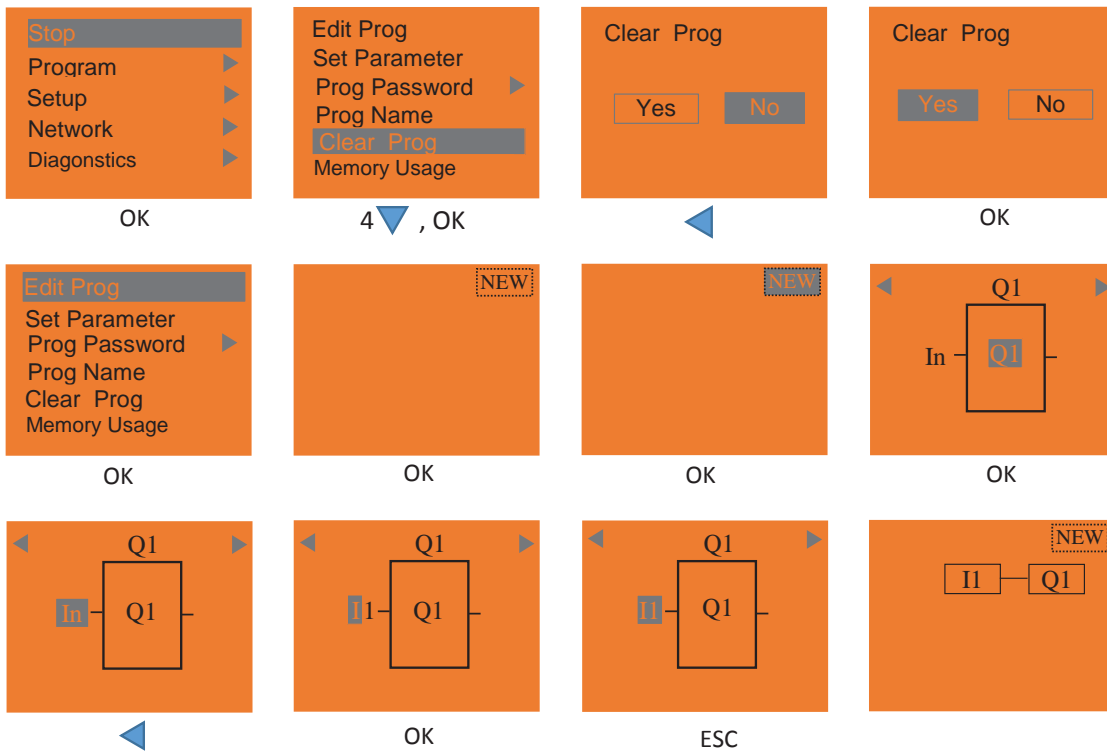 Stop
Program
Setup
Network
Diagonstics
OK
Edit Prog
Set Parameter
Prog Password
Prog Name
Clear Prog
Memory Usage
4 , OK
Clear Prog
Yes
No
Clear Prog
Yes
No
OK
Edit Prog
Set Parameter
Prog Password
Prog Name
Clear Prog
Memory Usage
OK
NEW
OK
NEW
OK
Q1
In
Q1
OK
Q1
In
Q1
Q1
I1
Q1
OK
Q1
I1
Q1
ESC
NEW
I1
Q1